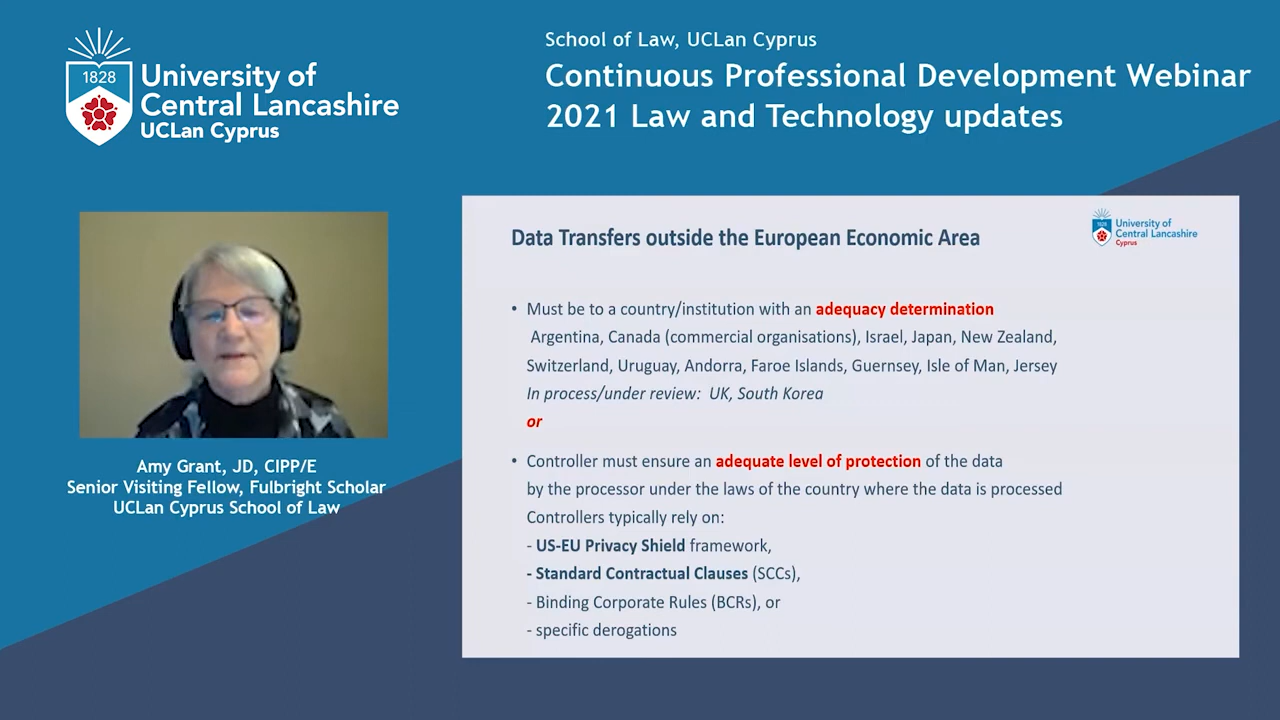 1828
University of
Central Lancashire
UCLan Cyprus
School of Law, UCLan Cyprus
Continuous Professional Development Webinar
2021 Law and Technology updates
Amy Grant, JD, CIPP/E
Senior Visiting Fellow, Fulbright Scholar
UCLan Cyprus School of Law
Data Transfers outside the European Economic Area
1828
University of
Central Lancashire
Cyprus
• Must be to a country/institution with an adequacy determination
Argentina, Canada (commercial organisations), Israel, Japan, New Zealand,
Switzerland, Uruguay, Andorra, Faroe Islands, Guernsey, Isle of Man, Jersey
In process/under review: UK, South Korea
or
• Controller must ensure an adequate level of protection of the data
by the processor under the laws of the country where the data is processed
Controllers typically rely on:
- US-EU Privacy Shield framework,
- Standard Contractual Clauses (SCCs),
- Binding Corporate Rules (BCRs), or
- specific derogations